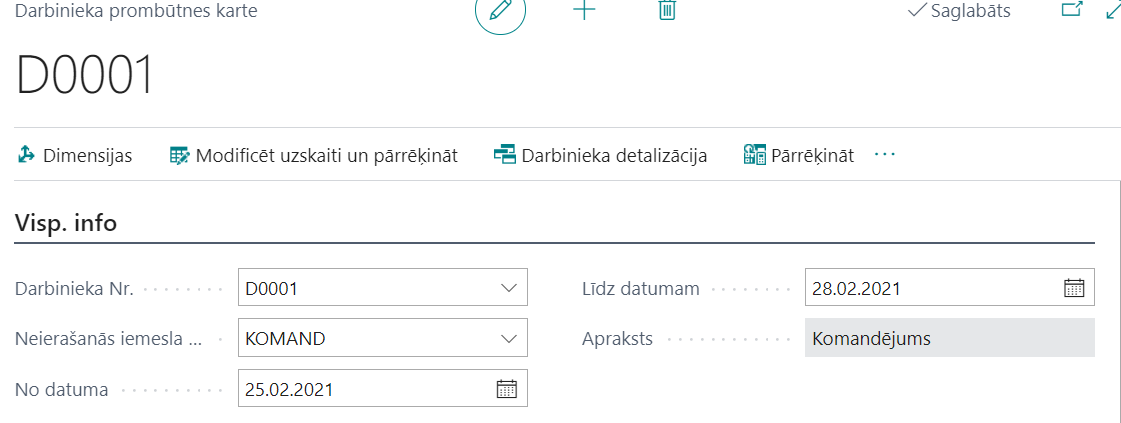 Darbinieka prombūtnes karte
Saglabāts
D0001
Dimensijas Modificēt uzskaiti un pārrēķināt Darbinieka detalizācija Pārrēķināt ···
Visp. info
Darbinieka Nr. D0001
Līdz datumam 28.02.2021
Neierašanās iemesla ... KOMAND
Apraksts Komandējums
No datuma 25.02.2021